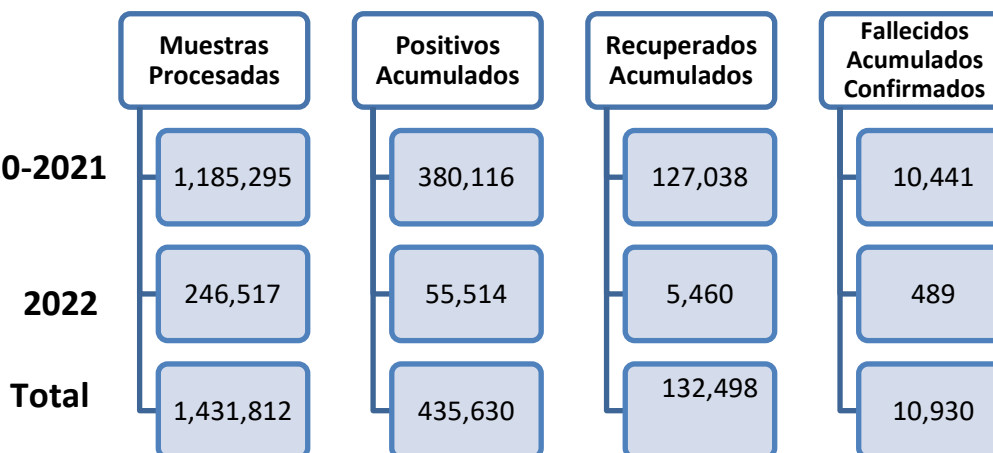 Muestras
Procesadas
Positivos
Acumulados
Recuperados
Acumulados
Fallecidos
Acumulados
Confirmados
0-2021
1,185,295
380,116
127,038
10,441
2022
246,517
55,514
5,460
489
Total
1,431,812
435,630
132,498
10,930